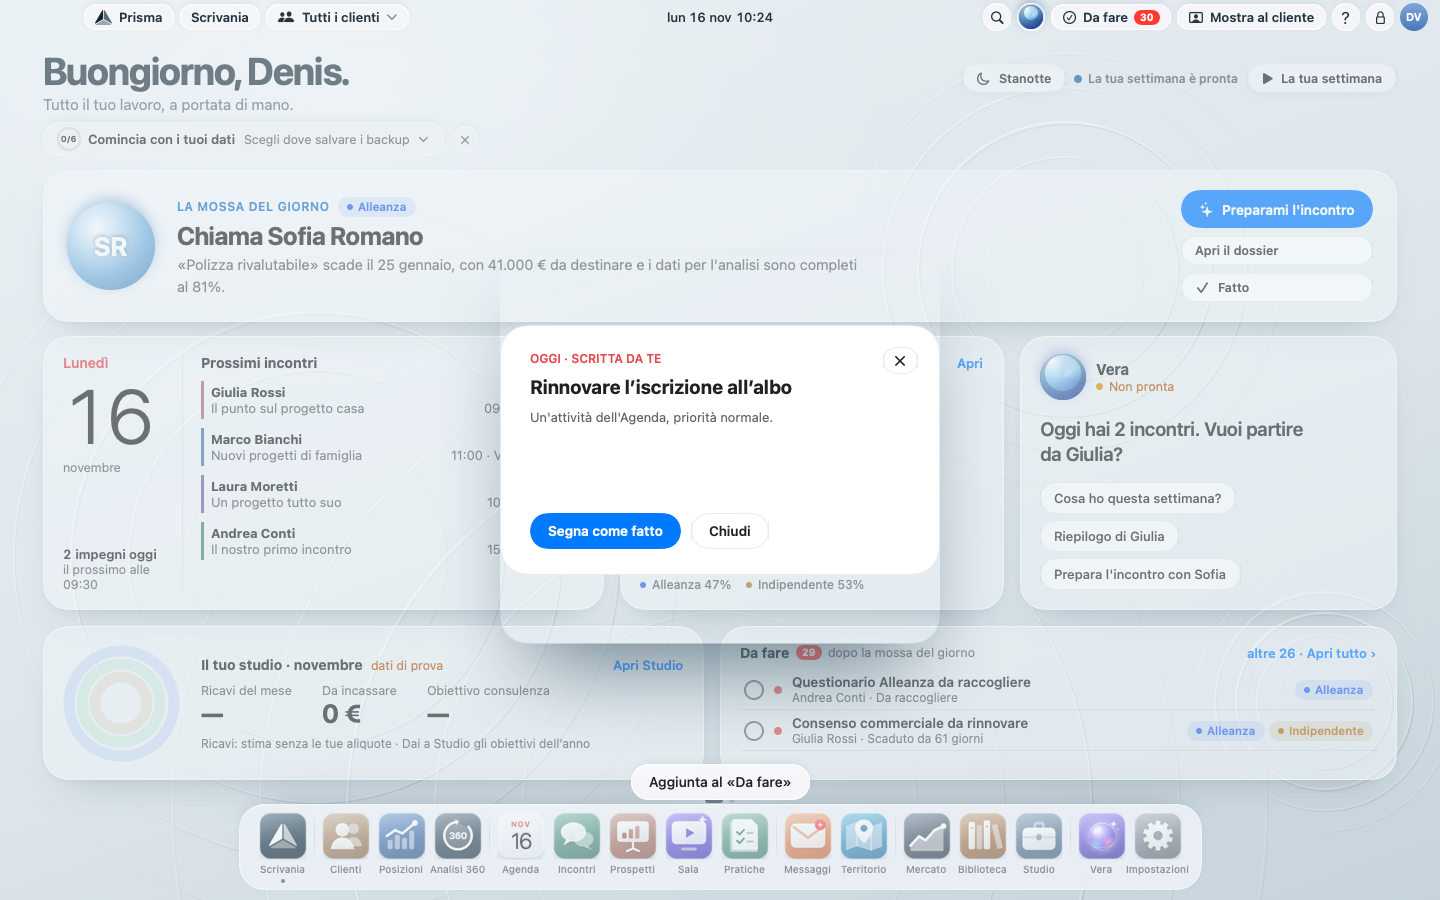 Prisma
Scrivania
Tutti i clienti
lun 16 nov 10:24
Da fare 30
Mostra al cliente
?
DV
Buongiorno, Denis.
Tutto il tuo lavoro, a portata di mano.
Stanotte
La tua settimana è pronta
La tua settimana
0/6 Comincia con i tuoi dati Scegli dove salvare i backup
SR
LA MOSSA DEL GIORNO Alleanza
Chiama Sofia Romano
«Polizza rivalutabile» scade il 25 gennaio, con 41.000 € da destinare e i dati per l'analisi sono completi
al 81%.
Preparami l'incontro
Apri il dossier
Fatto
Lunedì
16
novembre
2 impegni oggi
il prossimo alle
09:30
Prossimi incontri
Giulia Rossi
Il punto sul progetto casa 09
Marco Bianchi
Nuovi progetti di famiglia 11:00 · V
Laura Moretti
Un progetto tutto suo 10
Andrea Conti
Il nostro primo incontro 15
OGGI · SCRITTA DA TE
Rinnovare l’iscrizione all’albo
Un'attività dell'Agenda, priorità normale.
Segna come fatto
Chiudi
Apri
Alleanza 47% Indipendente 53%
Vera
Non pronta
Oggi hai 2 incontri. Vuoi partire
da Giulia?
Cosa ho questa settimana?
Riepilogo di Giulia
Prepara l'incontro con Sofia
Il tuo studio · novembre dati di prova
Apri Studio
Ricavi del mese Da incassare Obiettivo consulenza
— 0 € —
Ricavi: stima senza le tue aliquote · Dai a Studio gli obiettivi dell'anno
Da fare 29 dopo la mossa del giorno
altre 26 · Apri tutto ›
Questionario Alleanza da raccogliere
Andrea Conti · Da raccogliere
Alleanza
Consenso commerciale da rinnovare
Giulia Rossi · Scaduto da 61 giorni
Alleanza Indipendente
Aggiunta al «Da fare»
360
NOV
16
Scrivania Clienti Posizioni Analisi 360 Agenda Incontri Prospetti Sala Pratiche Messaggi Territorio Mercato Biblioteca Studio Vera Impostazioni